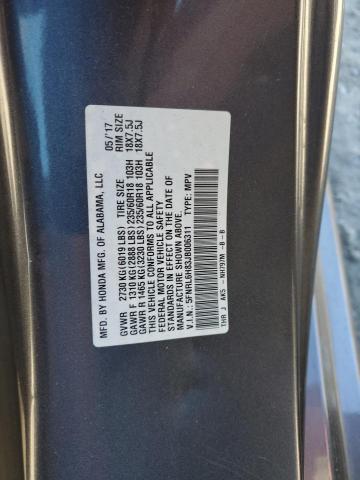 MFD. BY HONDA MFG. OF ALABAMA, LLC 05/'17
TIRE SIZE RIM SIZE
GVWR 2730 KG(6019 LBS)
GAWR F 1310 KG(2888 LBS)235/60R18 103H 18X7.5J
GAWR R 1465 KG(3230 LBS)235/60R18 103H 18X7.5J
THIS VEHICLE CONFORMS TO ALL APPLICABLE
FEDERAL MOTOR VEHICLE SAFETY
STANDARDS IN EFFECT ON THE DATE OF
MANUFACTURE SHOWN ABOVE.
V.I.N.: 5FNRL6H83JB006311 TYPE: MPV
THR J AK5 - NH797M -B -B